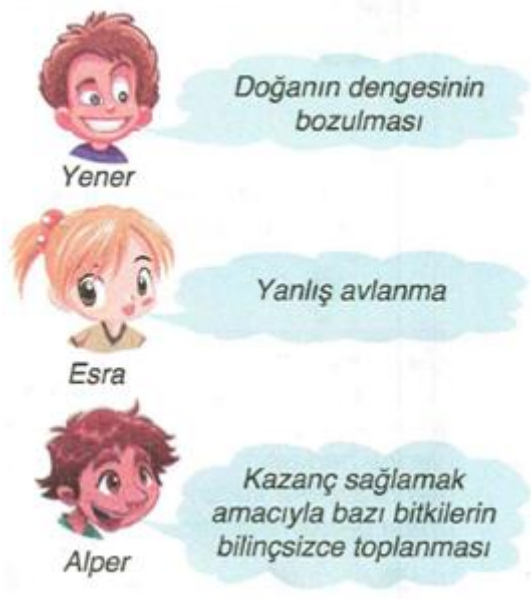 Doğanın dengesinin
bozulması
Yener
Yanlış avlanma
Esra
Kazanç sağlamak
amacıyla bazı bitkilerin
bilinçsizce toplanması
Alper